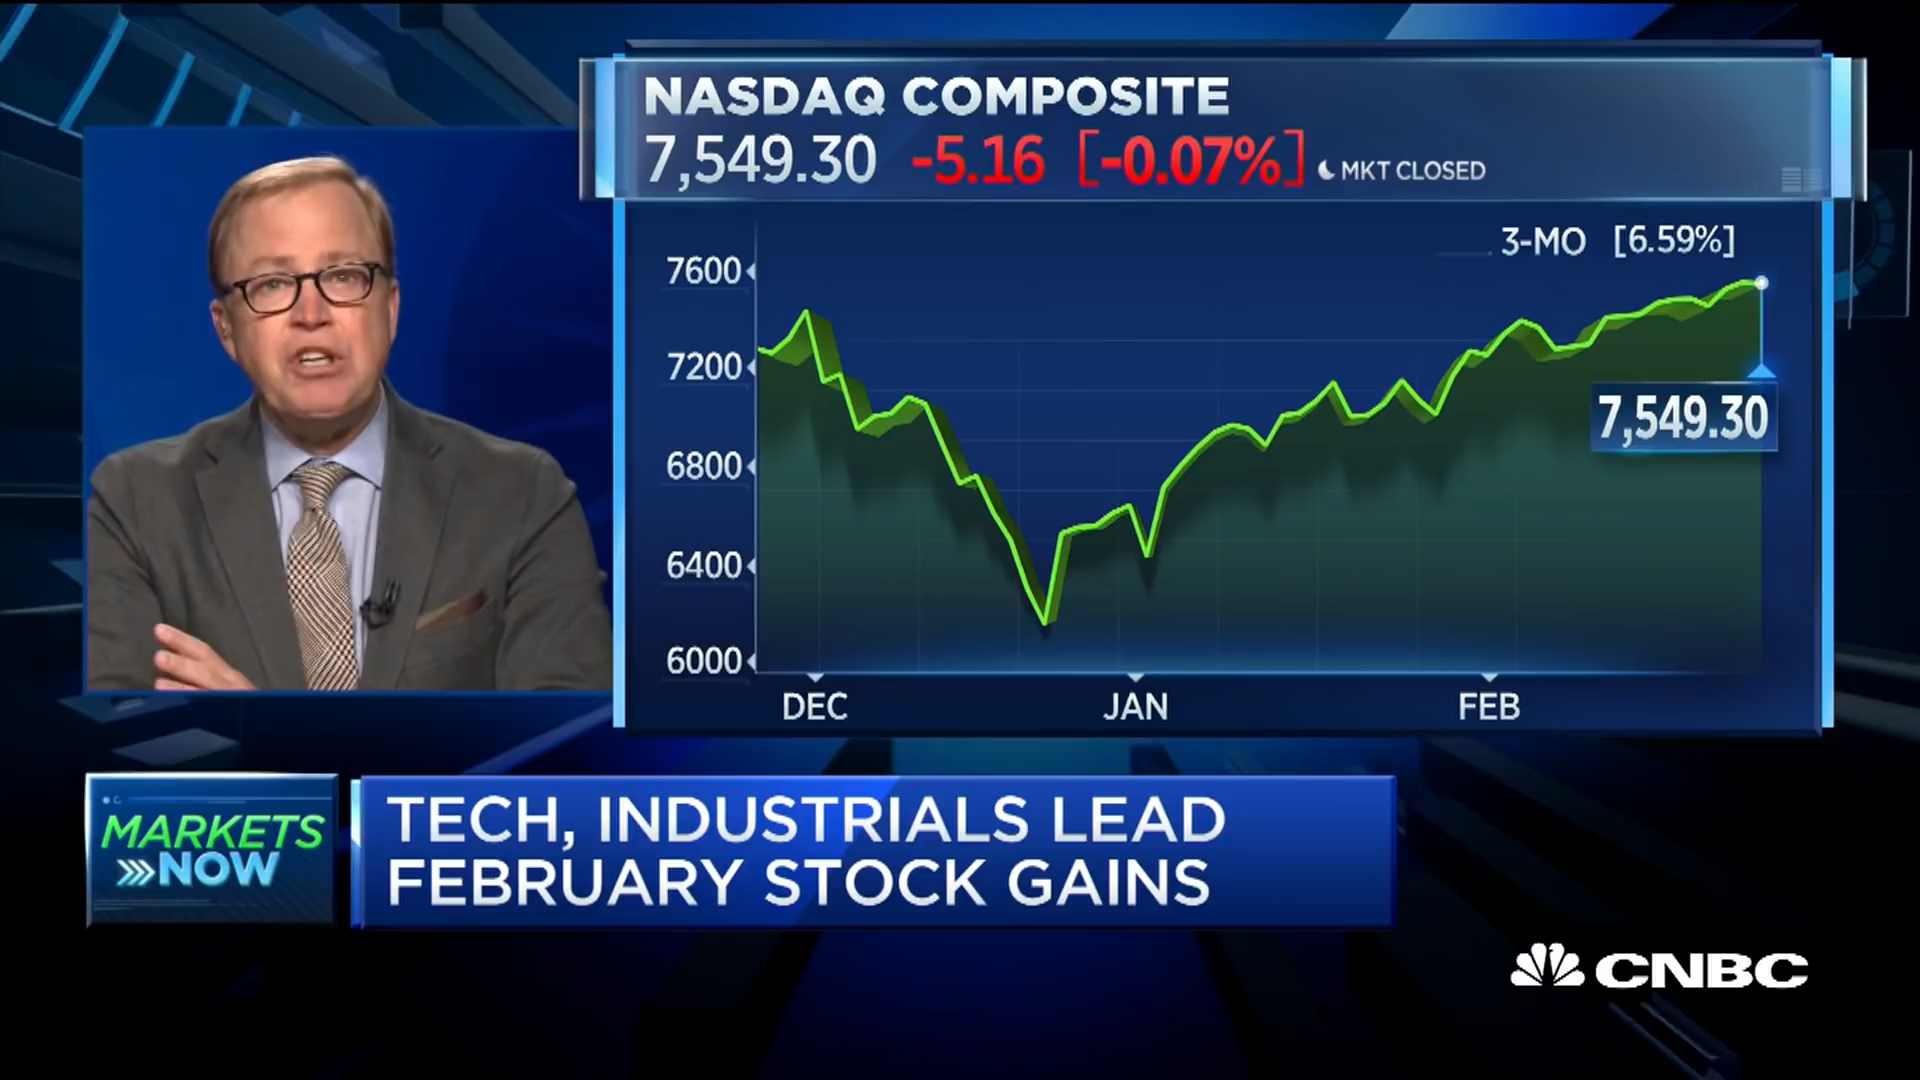 NASDAQ COMPOSITE
7,549.30 -5.16 [-0.07%] MKT CLOSED
3-MO [6.59%]
7600
7200
6800
6400
6000
7,549.30
DEC JAN FEB
MARKETS
NOW
TECH, INDUSTRIALS LEAD
FEBRUARY STOCK GAINS
CNBC